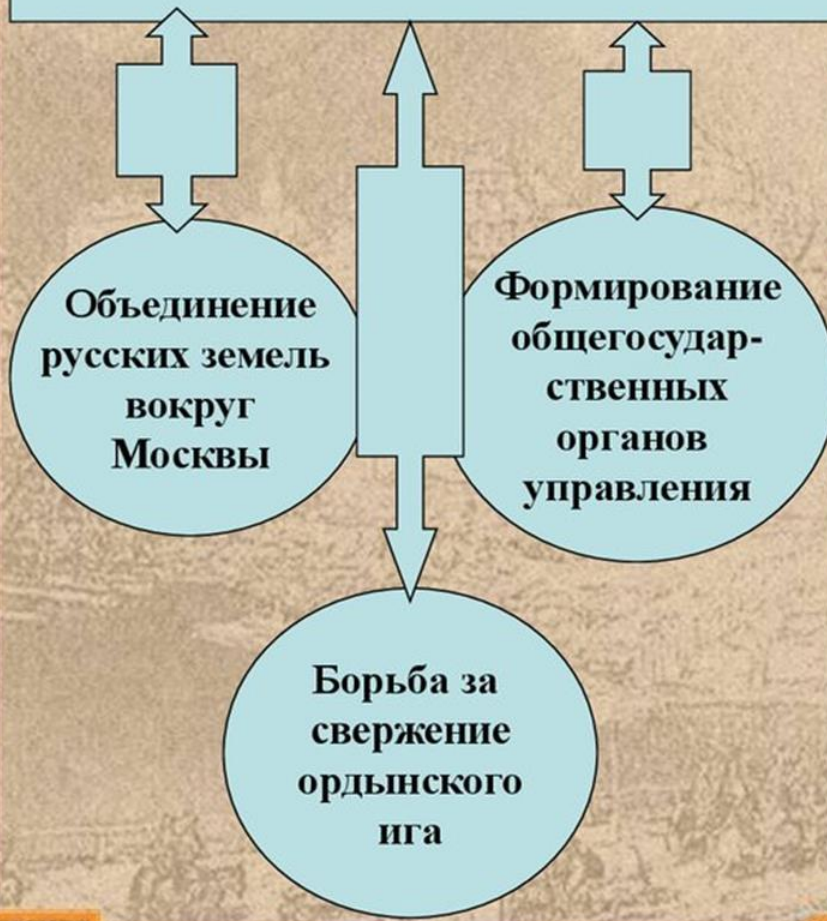 Объединение
русских земель
вокруг
Москвы
Формирование
общегосудар-
ственных
органов
управления
Борьба за
свержение
ордынского
ига